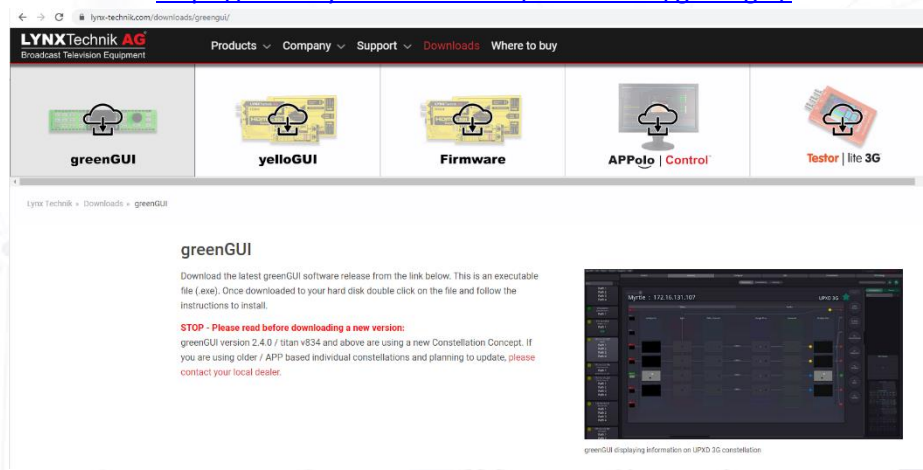 lynx-technik.com/downloads/greengui/
LYNXTechnik AG
Broadcast Television Equipment
Products Company Support Downloads Where to buy
greenGUI
yelloGUI
Firmware
APPolo | Control
Testor | lite 3G
Lynx Technik » Downloads » greenGUI
greenGUI
Download the latest greenGUI software release from the link below. This is an executable
file (.exe). Once downloaded to your hard disk double click on the file and follow the
instructions to install.
STOP - Please read before downloading a new version:
greenGUI version 2.4.0 / titan v834 and above are using a new Constellation Concept. If
you are using older / APP based individual constellations and planning to update, please
contact your local dealer.
Myrtle : 172.16.131.107
UPXD 3G
greenGUI displaying information on UPXD 3G constellation